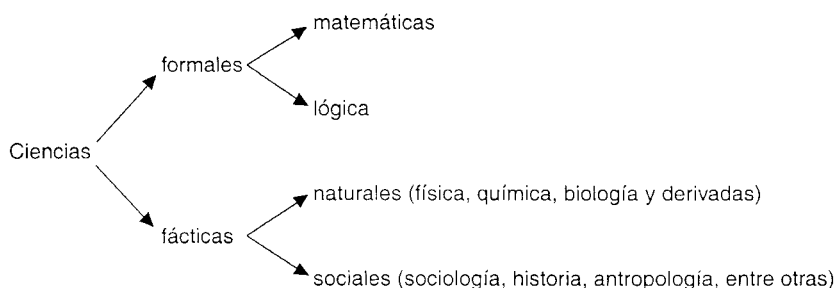 matemáticas
formales
lógica
Ciencias
naturales (física, química, biología y derivadas)
fácticas
sociales (sociología, historia, antropología, entre otras)